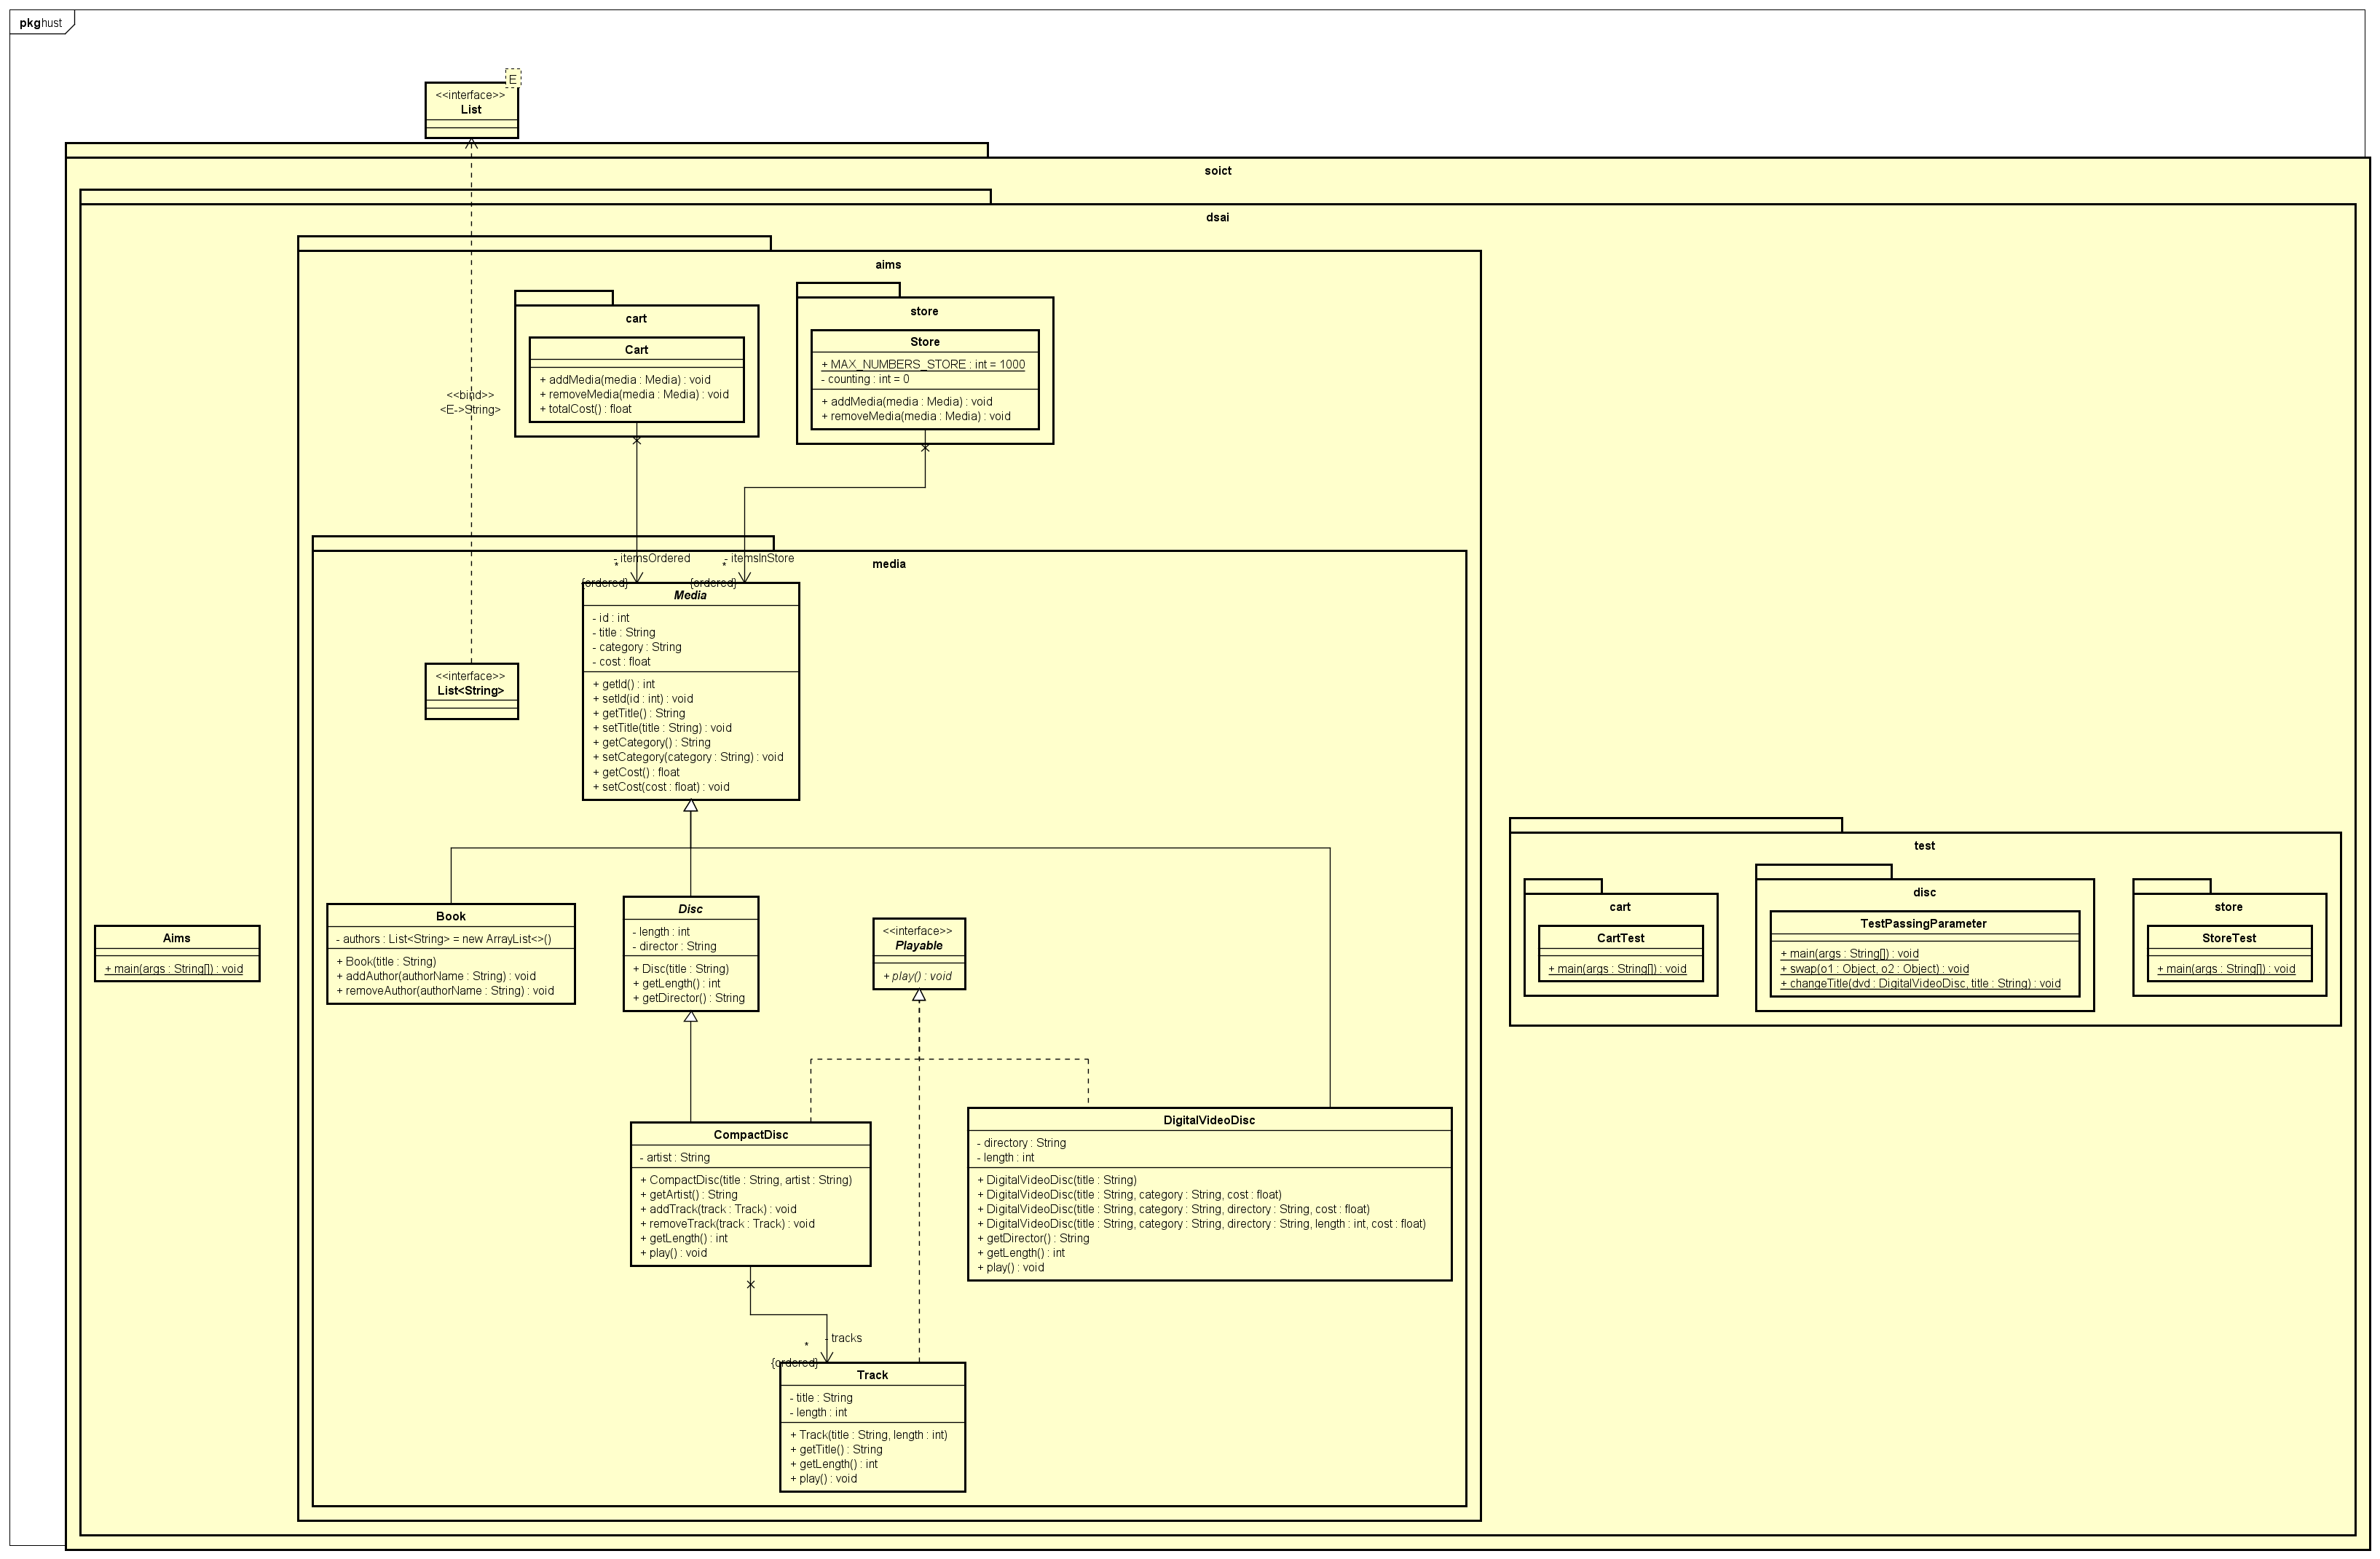 pkg hust
E
<<interface>>
List
soict
dsai
aims
cart
Cart
+ addMedia(media : Media) : void
+ removeMedia(media : Media) : void
+ totalCost() : float
store
Store
+ MAX_NUMBERS_STORE : int = 1000
- counting : int = 0
+ addMedia(media : Media) : void
+ removeMedia(media : Media) : void
<<bind>>
<E->String>
media
- itemsOrdered
*
{ordered}
- itemsInStore
*
{ordered}
Media
- id : int
- title : String
- category : String
- cost : float
+ getId() : int
+ setId(id : int) : void
+ getTitle() : String
+ setTitle(title : String) : void
+ getCategory() : String
+ setCategory(category : String) : void
+ getCost() : float
+ setCost(cost : float) : void
<<interface>>
List<String>
Aims
+ main(args : String[]) : void
Book
- authors : List<String> = new ArrayList<>()
+ Book(title : String)
+ addAuthor(authorName : String) : void
+ removeAuthor(authorName : String) : void
Disc
- length : int
- director : String
+ Disc(title : String)
+ getLength() : int
+ getDirector() : String
<<interface>>
Playable
+ play() : void
CompactDisc
- artist : String
+ CompactDisc(title : String, artist : String)
+ getArtist() : String
+ addTrack(track : Track) : void
+ removeTrack(track : Track) : void
+ getLength() : int
+ play() : void
DigitalVideoDisc
- directory : String
- length : int
+ DigitalVideoDisc(title : String)
+ DigitalVideoDisc(title : String, category : String, cost : float)
+ DigitalVideoDisc(title : String, category : String, directory : String, cost : float)
+ DigitalVideoDisc(title : String, category : String, directory : String, length : int, cost : float)
+ getDirector() : String
+ getLength() : int
+ play() : void
- tracks
*
{ordered}
Track
- title : String
- length : int
+ Track(title : String, length : int)
+ getTitle() : String
+ getLength() : int
+ play() : void
test
cart
CartTest
+ main(args : String[]) : void
disc
TestPassingParameter
+ main(args : String[]) : void
+ swap(o1 : Object, o2 : Object) : void
+ changeTitle(dvd : DigitalVideoDisc, title : String) : void
store
StoreTest
+ main(args : String[]) : void